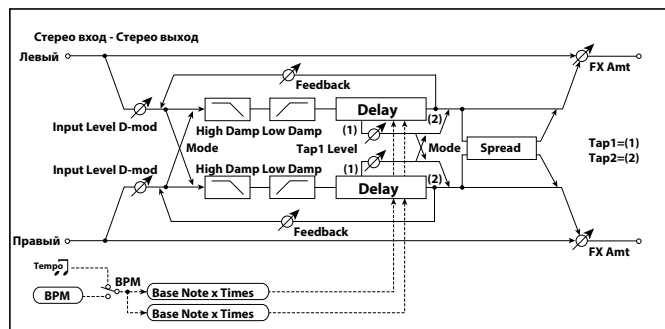 Стерео вход - Стерео выход
Левый
FX Amt
Feedback
Delay
(2)
Input Level D-mod
High Damp Low Damp
(1)
Mode
Tap1 Level
Mode
Spread
Tap1=(1)
Tap2=(2)
Input Level D-mod
High Damp Low Damp
(1)
Delay
(2)
Feedback
Правый
FX Amt
Tempo
BPM
BPM
Base Note x Times
Base Note x Times